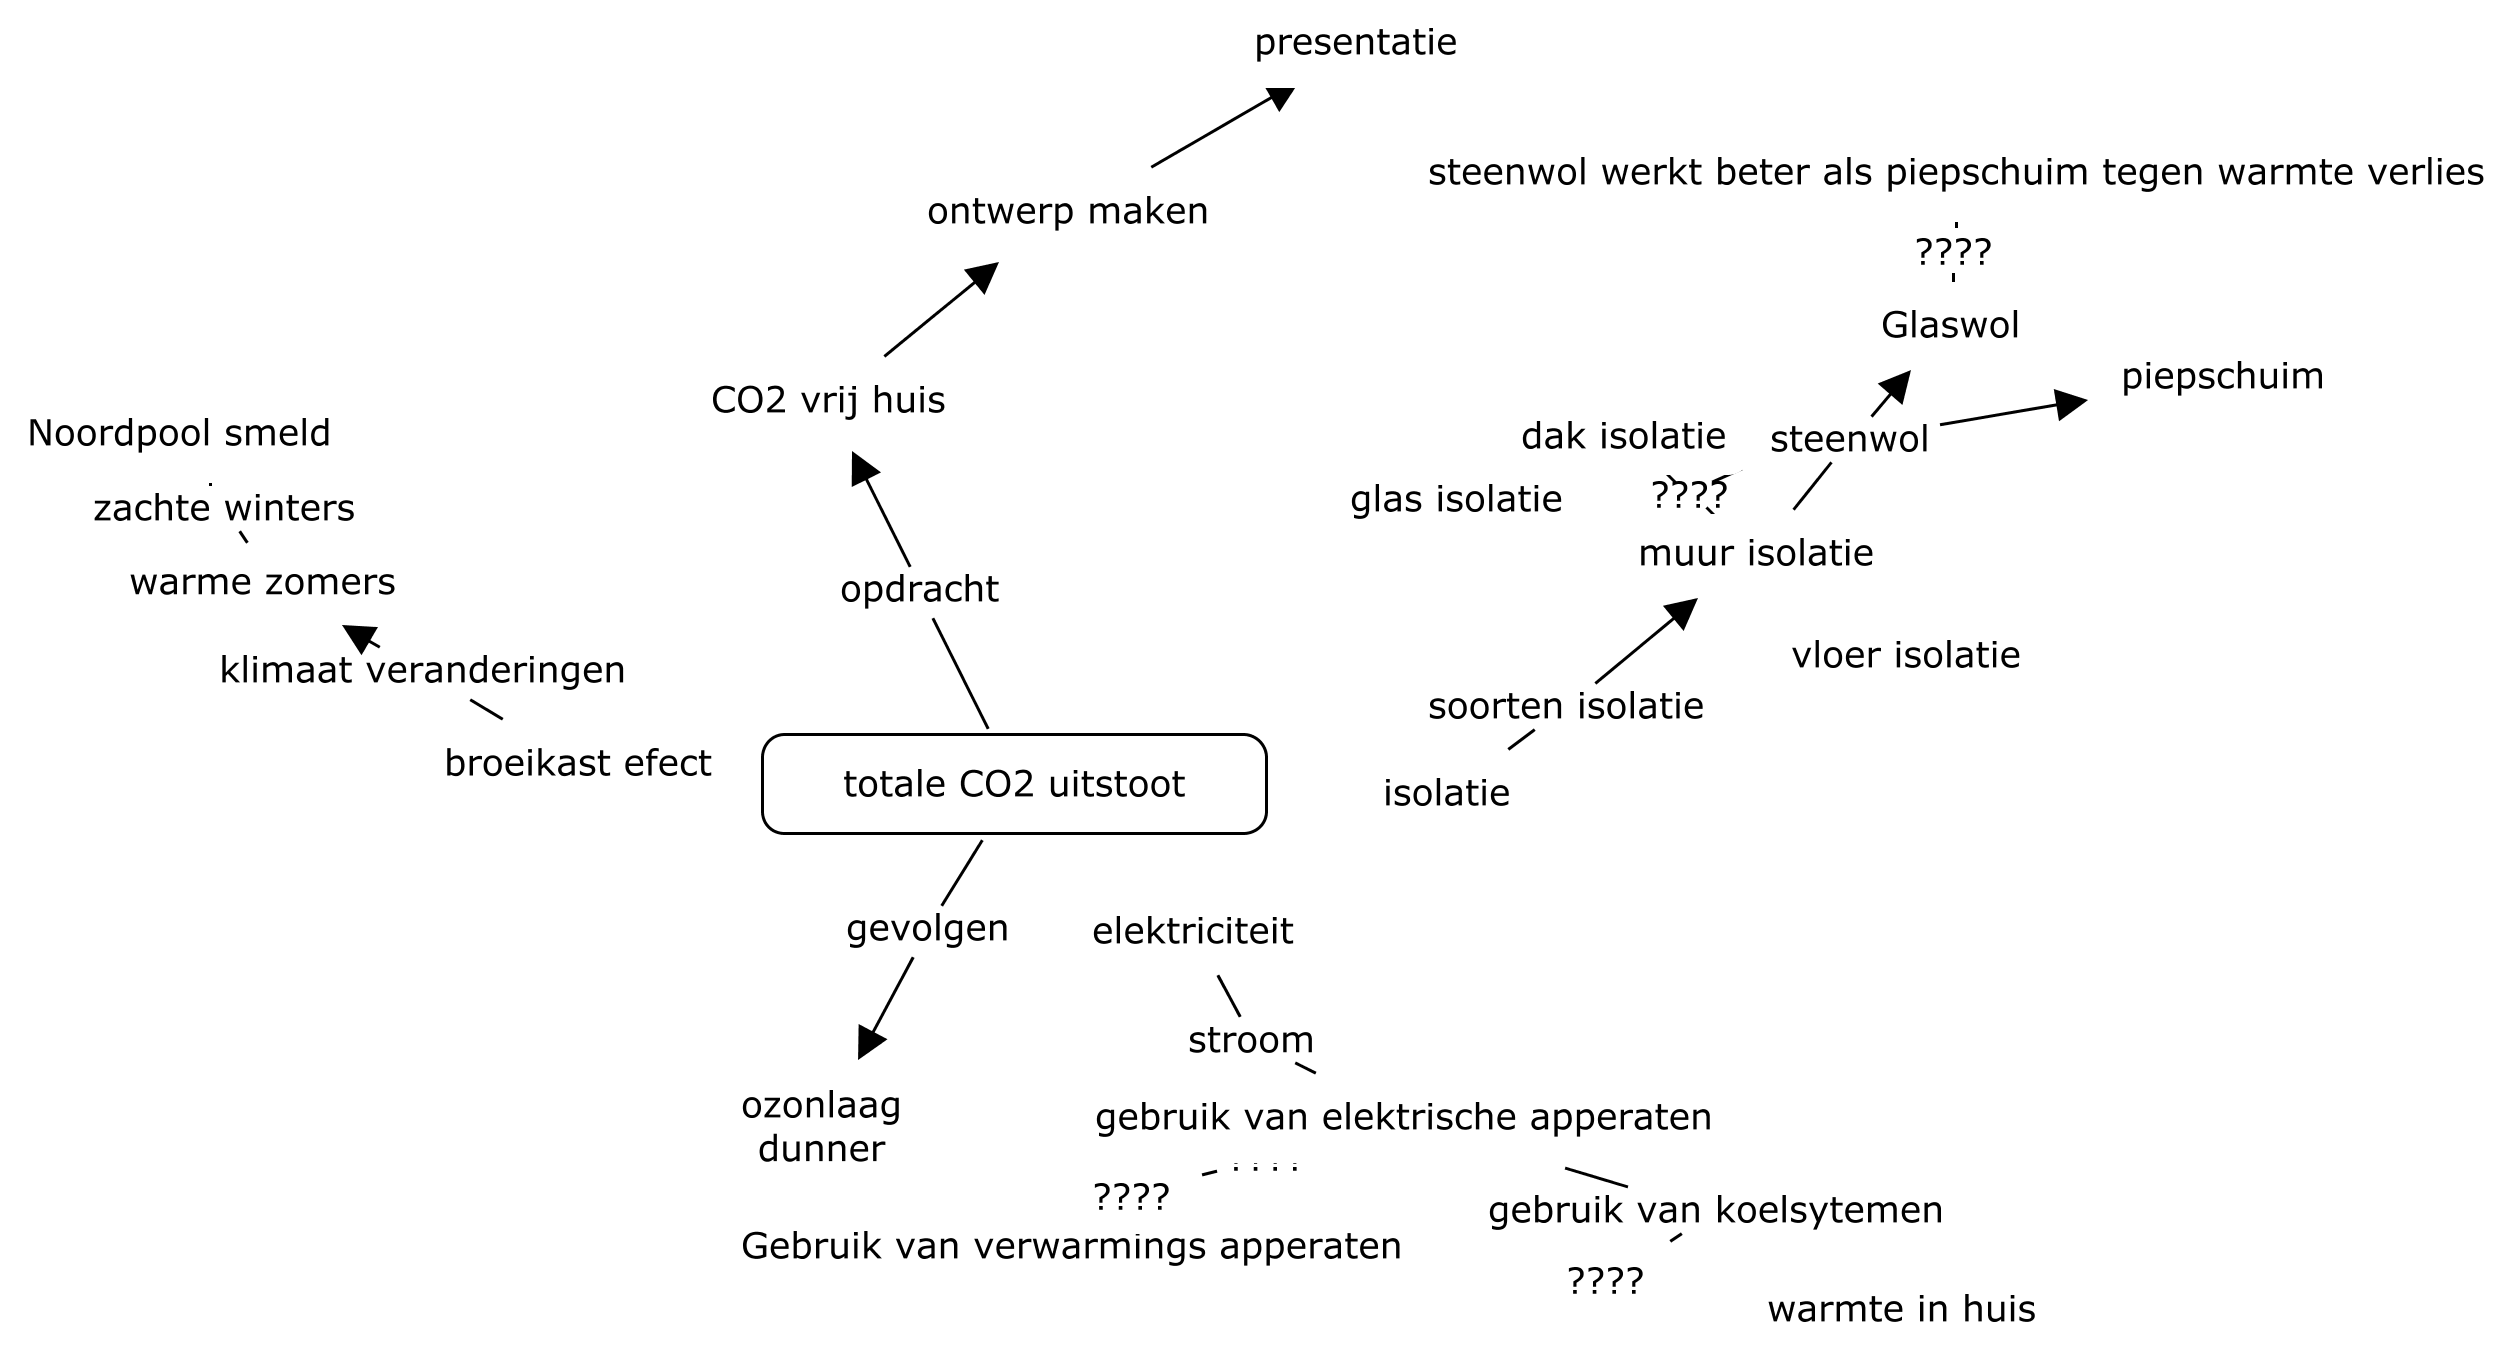 presentatie
steenwol werkt beter als piepschuim tegen warmte verlies
ontwerp maken
????
Glaswol
piepschuim
CO2 vrij huis
Noordpool smeld
dak isolatie
steenwol
glas isolatie
????
zachte winters
muur isolatie
warme zomers
opdracht
vloer isolatie
klimaat veranderingen
soorten isolatie
broeikast efect
totale CO2 uitstoot
isolatie
gevolgen
elektriciteit
stroom
ozonlaag
dunner
gebruik van elektrische apperaten
????
gebruik van koelsytemen
Gebruik van verwarmings apperaten
????
warmte in huis